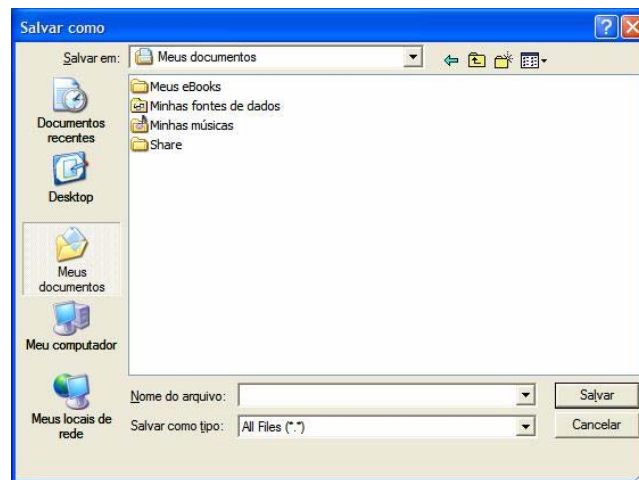 Salvar como
Salvar em:
Meus documentos
Meus eBooks
Minhas fontes de dados
Minhas músicas
Share
Documentos
recentes
Desktop
Meus
documentos
Meu computador
Meus locais de
rede
Nome do arquivo:
Salvar
Salvar como tipo:
All Files (*.*)
Cancelar